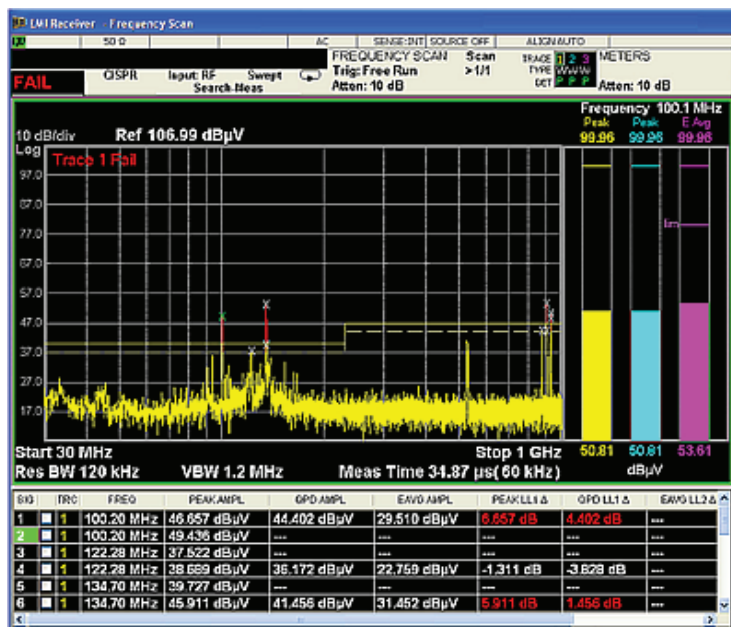 EMI Receiver - Frequency Scan
50 Ω AC SENSE:INT SOURCE OFF ALIGN AUTO
FREQUENCY SCAN Scan TRACE 1 2 3 METERS
Trig: Free Run >1/1 TYPE WWW
FAIL CISPR Input: RF Swept Atten: 10 dB DET P P P Atten: 10 dB
Search-Meas
Frequency 100.1 MHz
Peak Peak E Avg
10 dB/div Ref 106.99 dBµV 99.96 99.96 99.96
Log
Trace 1 Fail
97.0
87.0
77.0
67.0
57.0
47.0
37.0
27.0
17.0
Start 30 MHz Stop 1 GHz 50.81 50.81 53.61
Res BW 120 kHz VBW 1.2 MHz Meas Time 34.87 µs (60 kHz) dBµV
SIG TRC FREQ PEAK AMPL QPD AMPL EAVG AMPL PEAK LL1 Δ QPD LL1 Δ EAVG LL2 Δ
1 1 100.20 MHz 46.657 dBµV 44.402 dBµV 29.510 dBµV 6.657 dB 4.402 dB ---
2 1 100.20 MHz 49.436 dBµV --- --- --- --- ---
3 1 122.28 MHz 37.522 dBµV --- --- --- --- ---
4 1 122.28 MHz 38.689 dBµV 36.172 dBµV 22.759 dBµV -1.311 dB -3.828 dB ---
5 1 134.70 MHz 39.727 dBµV --- --- --- --- ---
6 1 134.70 MHz 45.911 dBµV 41.456 dBµV 31.452 dBµV 5.911 dB 1.456 dB ---